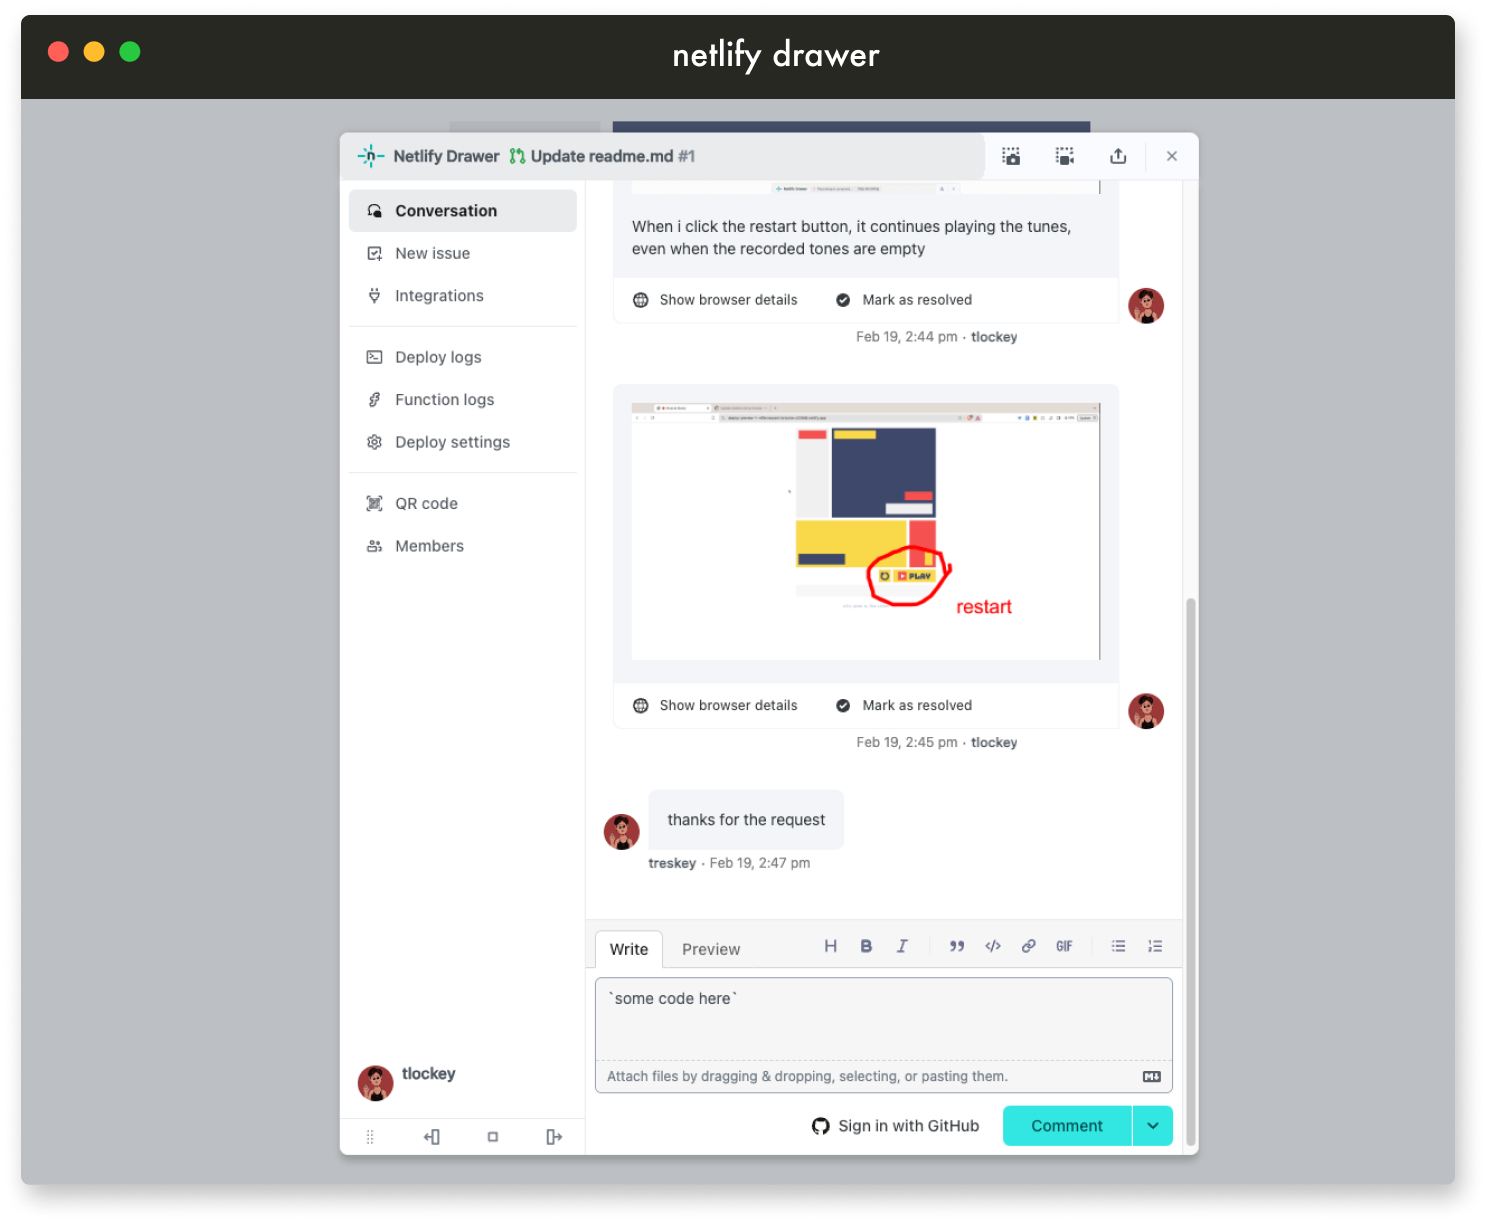 netlify drawer
Netlify Drawer Update readme.md #1
Conversation
New issue
Integrations
Deploy logs
Function logs
Deploy settings
QR code
Members
tlockey
When i click the restart button, it continues playing the tunes,
even when the recorded tones are empty
Show browser details Mark as resolved
Feb 19, 2:44 pm · tlockey
PLAY
restart
Show browser details Mark as resolved
Feb 19, 2:45 pm · tlockey
thanks for the request
treskey · Feb 19, 2:47 pm
Write Preview H B I GIF
`some code here`
Attach files by dragging & dropping, selecting, or pasting them.
Sign in with GitHub Comment